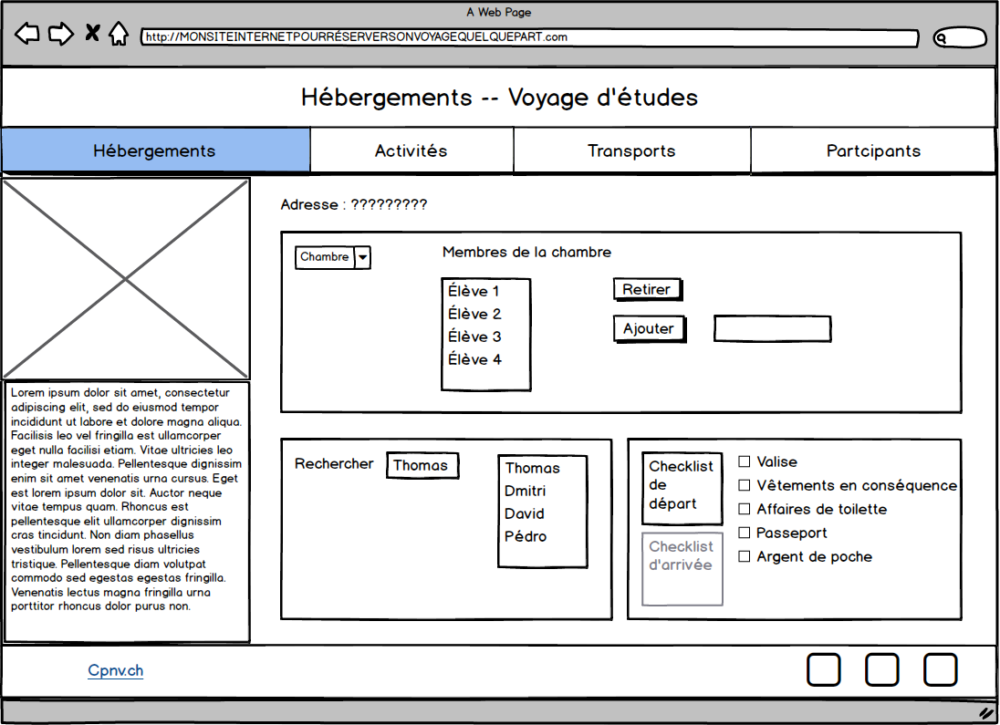 A Web Page
http://MONSITEINTERNETPOURRÉSERVERSONVOYAGEQUELQUEPART.com
Hébergements -- Voyage d'études
Hébergements
Activités
Transports
Partcipants
Adresse : ?????????
Chambre
Membres de la chambre
Élève 1
Élève 2
Élève 3
Élève 4
Retirer
Ajouter
Lorem ipsum dolor sit amet, consectetur
adipiscing elit, sed do eiusmod tempor
incididunt ut labore et dolore magna aliqua.
Facilisis leo vel fringilla est ullamcorper
eget nulla facilisi etiam. Vitae ultricies leo
integer malesuada. Pellentesque dignissim
enim sit amet venenatis urna cursus. Eget
est lorem ipsum dolor sit. Auctor neque
vitae tempus quam. Rhoncus est
pellentesque elit ullamcorper dignissim
cras tincidunt. Non diam phasellus
vestibulum lorem sed risus ultricies
tristique. Pellentesque diam volutpat
commodo sed egestas egestas fringilla.
Venenatis lectus magna fringilla urna
porttitor rhoncus dolor purus non.
Rechercher
Thomas
Thomas
Dmitri
David
Pédro
Checklist
de
départ
Checklist
d'arrivée
Valise
Vêtements en conséquence
Affaires de toilette
Passeport
Argent de poche
Cpnv.ch